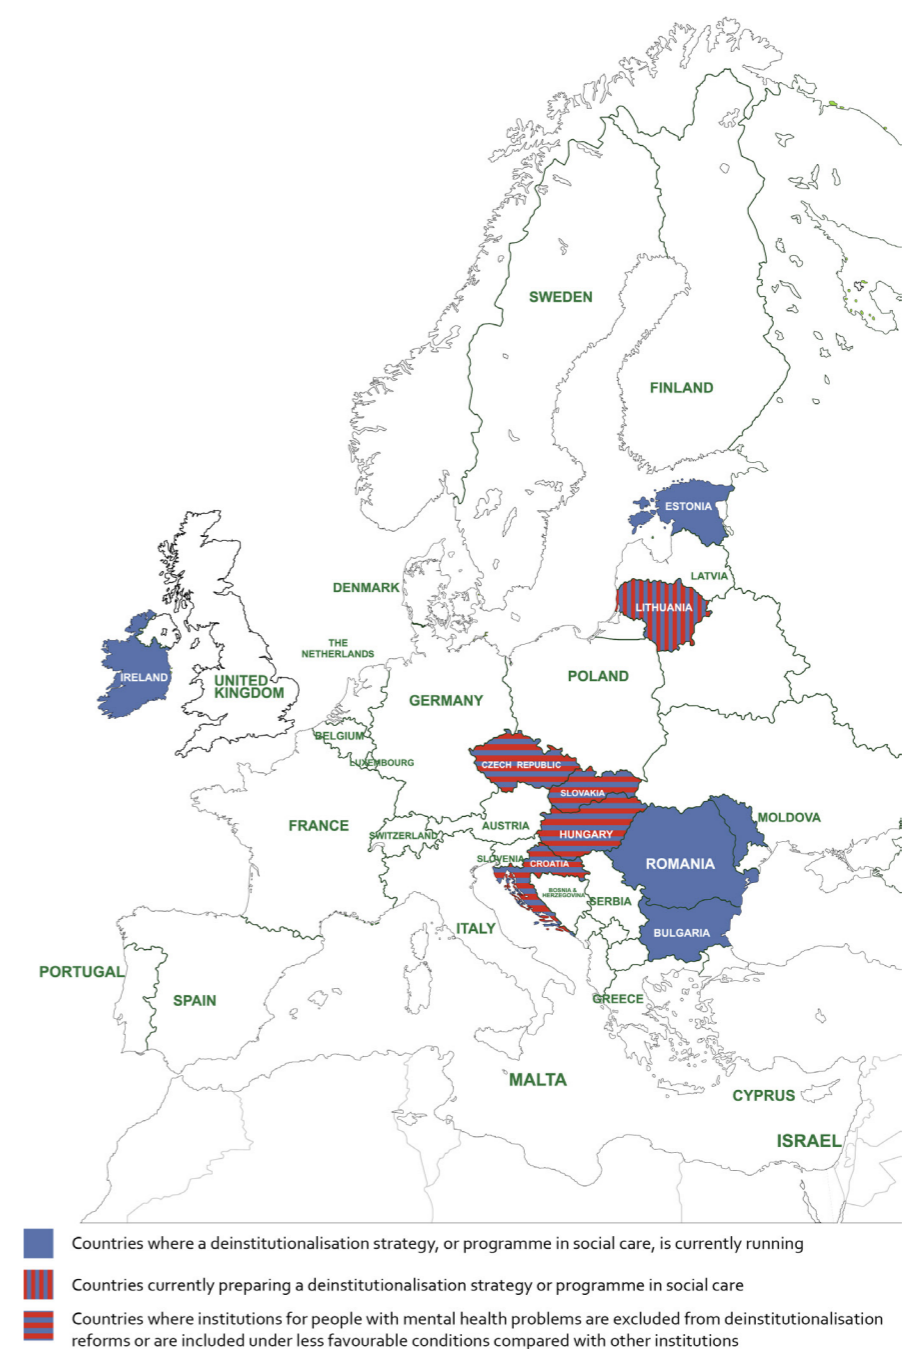 SWEDEN
FINLAND
ESTONIA
LATVIA
DENMARK
LITHUANIA
THE
NETHERLANDS
IRELAND
UNITED
KINGDOM
POLAND
GERMANY
BELGIUM
LUXEMBOURG
CZECH REPUBLIC
SLOVAKIA
FRANCE
SWITZERLAND
AUSTRIA
HUNGARY
MOLDOVA
SLOVENIA
CROATIA
ROMANIA
BOSNIA &
HERZEGOVINA
SERBIA
ITALY
BULGARIA
PORTUGAL
SPAIN
GREECE
MALTA
CYPRUS
ISRAEL
Countries where a deinstitutionalisation strategy, or programme in social care, is currently running
Countries currently preparing a deinstitutionalisation strategy or programme in social care
Countries where institutions for people with mental health problems are excluded from deinstitutionalisation
reforms or are included under less favourable conditions compared with other institutions